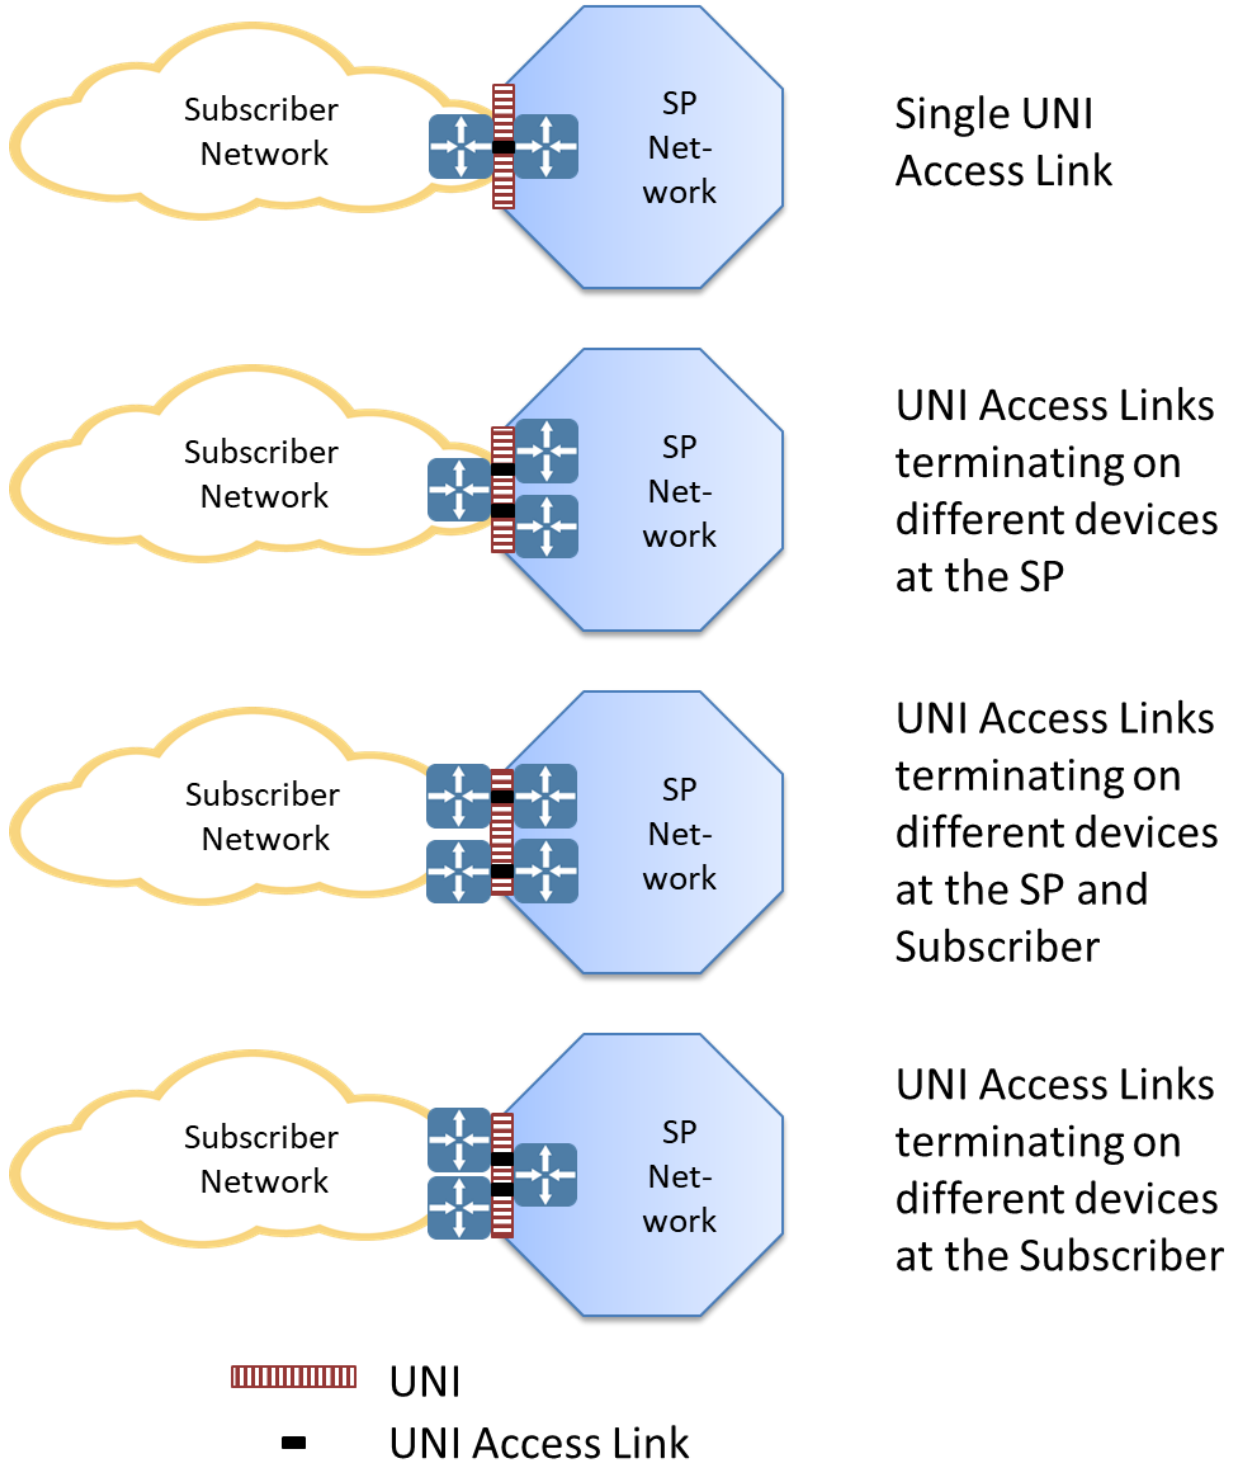 Subscriber
Network
SP
Net-
work
Single UNI
Access Link
Subscriber
Network
SP
Net-
work
UNI Access Links
terminating on
different devices
at the SP
Subscriber
Network
SP
Net-
work
UNI Access Links
terminating on
different devices
at the SP and
Subscriber
Subscriber
Network
SP
Net-
work
UNI Access Links
terminating on
different devices
at the Subscriber
UNI
UNI Access Link